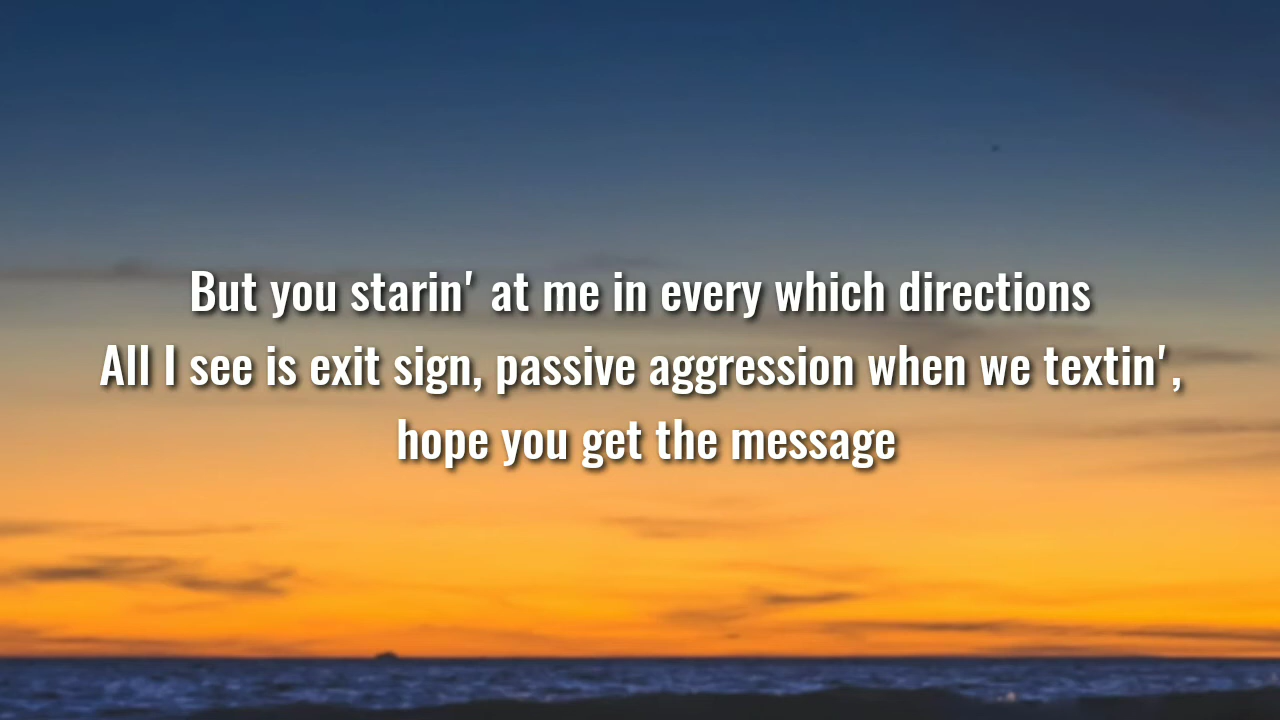 But you starin' at me in every which directions
All I see is exit sign, passive aggression when we textin',
hope you get the message